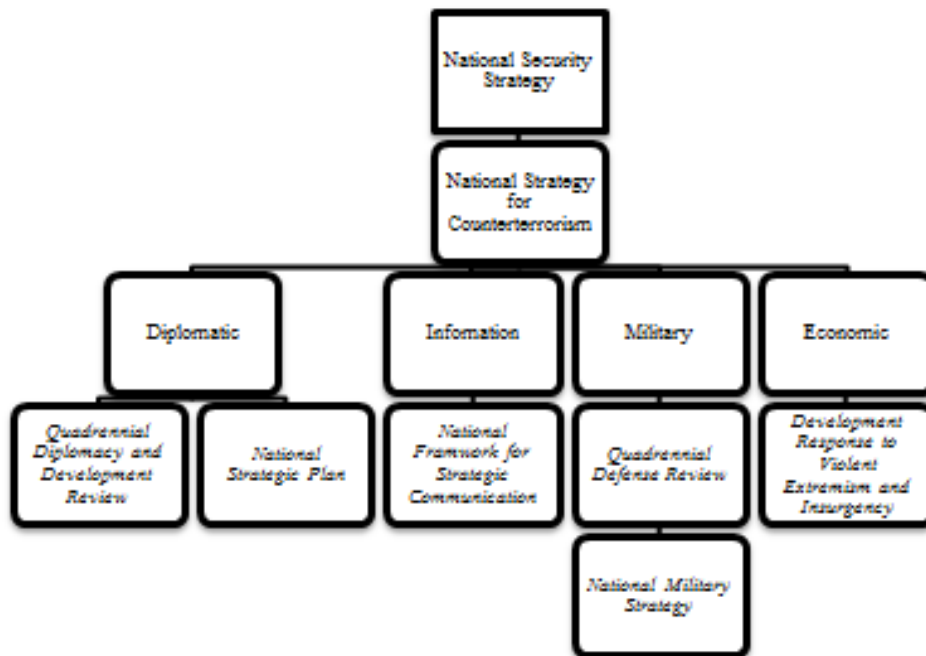 National Security
Strategy
National Strategy
for
Counterterrorism
Diplomatic
Infomation
Military
Economic
Quadrennial
Diplomacy and
Development
Review
National
Strategic Plan
National
Framwork for
Strategic
Communication
Quadrennial
Defense Review
Development
Response to
Violent
Extremism and
Insurgency
National Military
Strategy